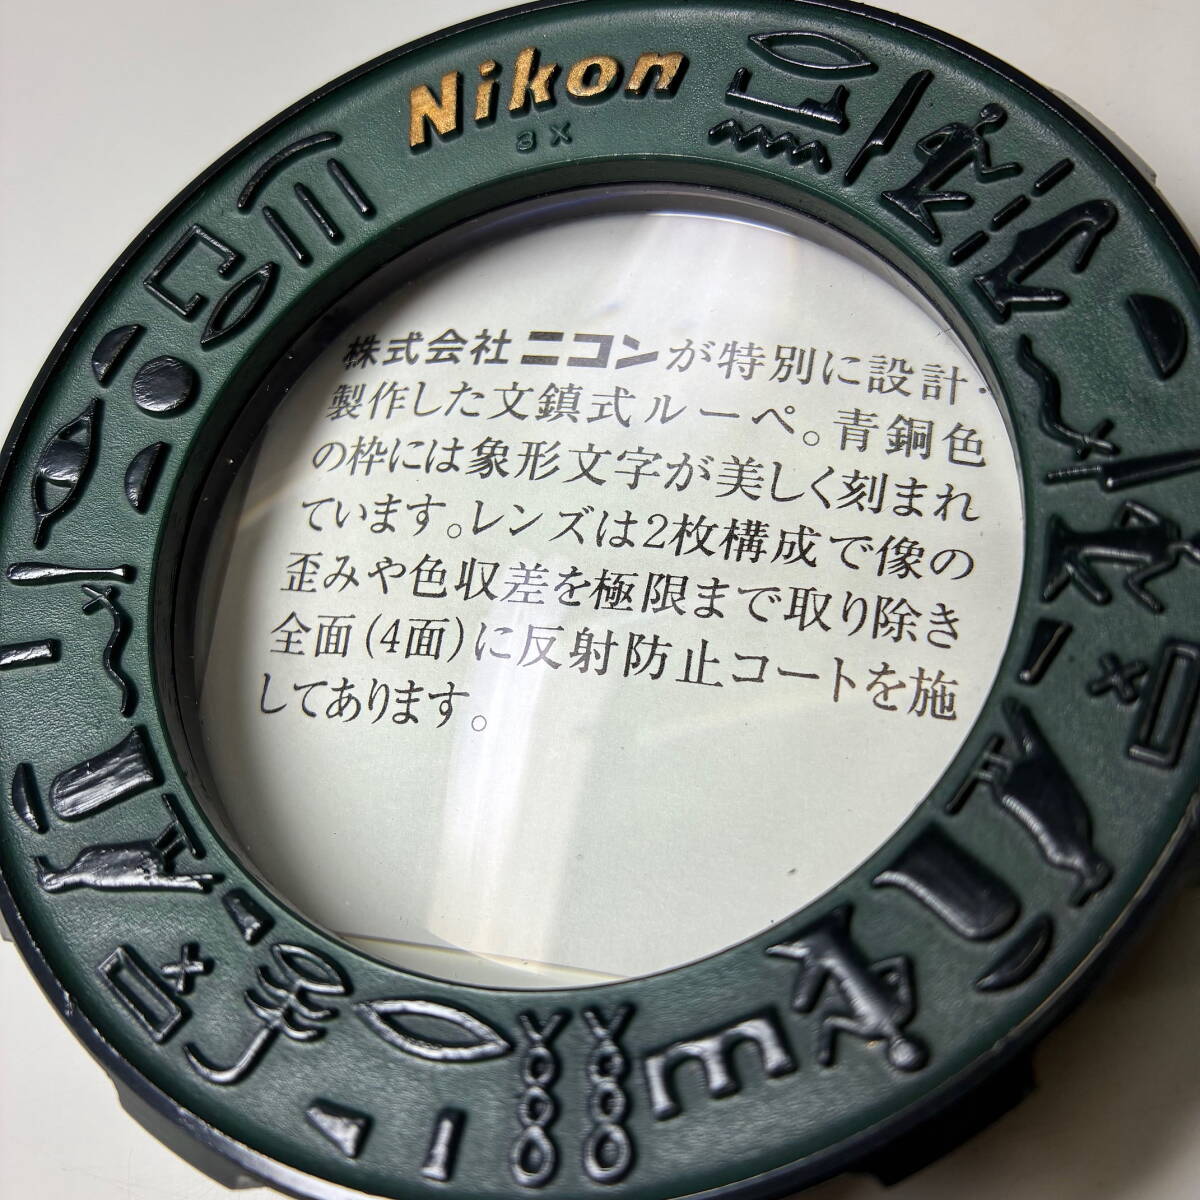 Nikon
3X
株式会社ニコンが特別に設計・
製作した文鎮式ルーペ。青銅色
の枠には象形文字が美しく刻まれ
ています。レンズは2枚構成で像の
歪みや色収差を極限まで取り除き
全面(4面)に反射防止コートを施
してあります。